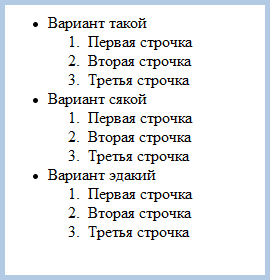 • Вариант такой
1. Первая строчка
2. Вторая строчка
3. Третья строчка
• Вариант сякой
1. Первая строчка
2. Вторая строчка
3. Третья строчка
• Вариант эдакий
1. Первая строчка
2. Вторая строчка
3. Третья строчка